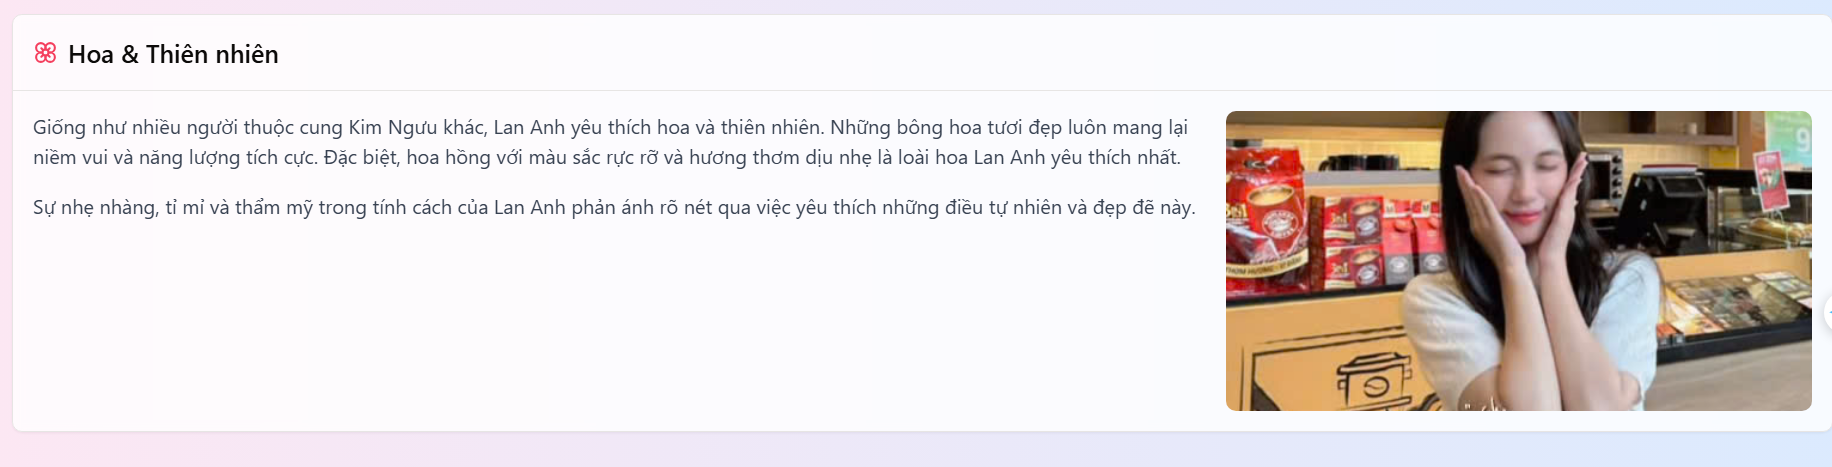 Hoa & Thiên nhiên
Giống như nhiều người thuộc cung Kim Ngưu khác, Lan Anh yêu thích hoa và thiên nhiên. Những bông hoa tươi đẹp luôn mang lại
niềm vui và năng lượng tích cực. Đặc biệt, hoa hồng với màu sắc rực rỡ và hương thơm dịu nhẹ là loài hoa Lan Anh yêu thích nhất.
Sự nhẹ nhàng, tỉ mỉ và thẩm mỹ trong tính cách của Lan Anh phản ánh rõ nét qua việc yêu thích những điều tự nhiên và đẹp đẽ này.
9
3in1
3in1